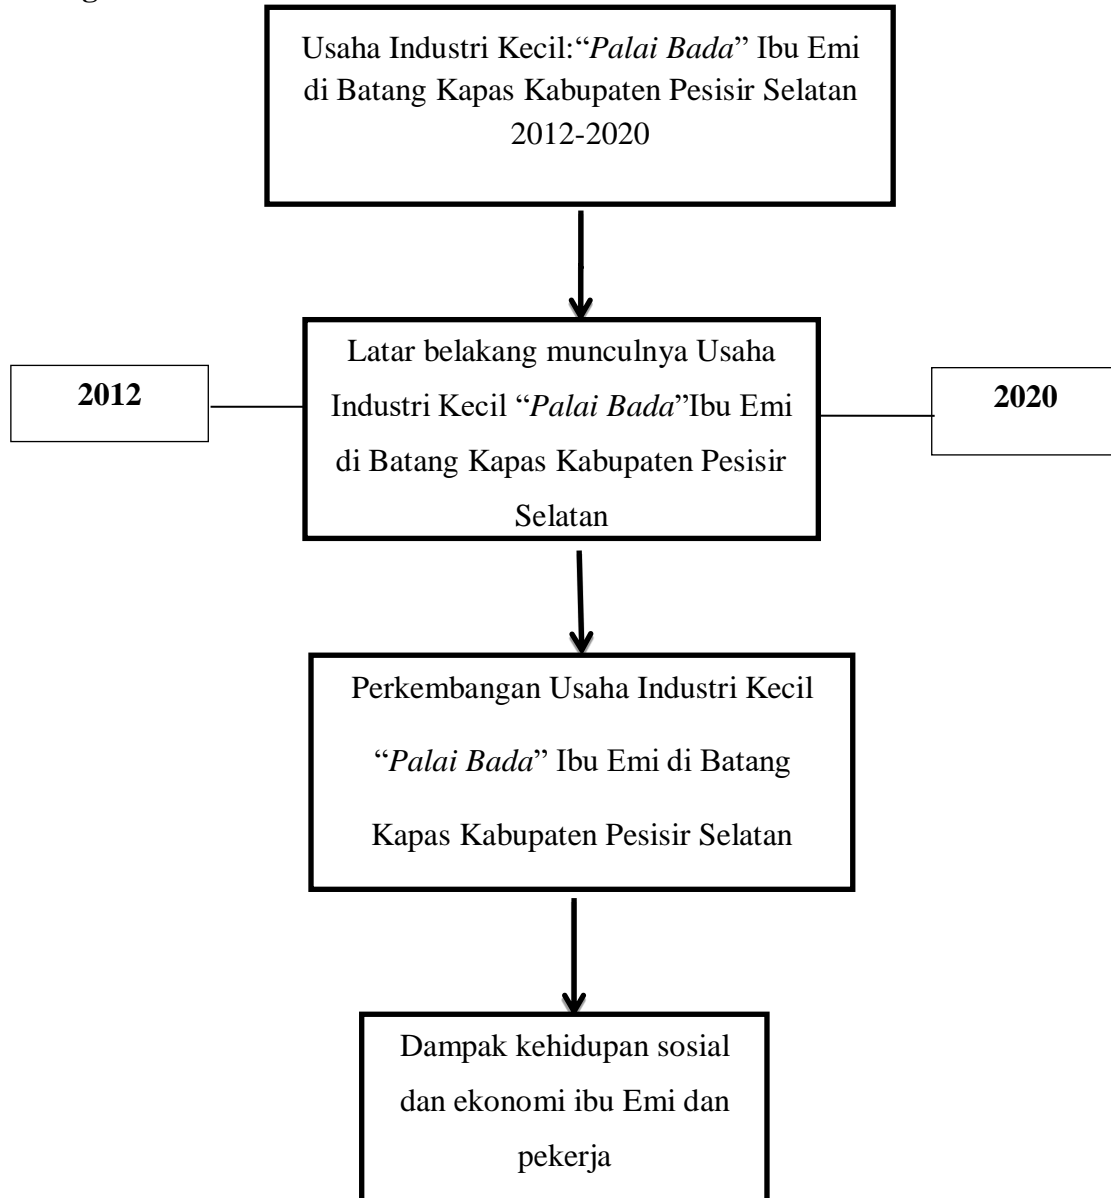 Usaha Industri Kecil:“Palai Bada” Ibu Emi
di Batang Kapas Kabupaten Pesisir Selatan
2012-2020
Latar belakang munculnya Usaha
Industri Kecil “Palai Bada”Ibu Emi
di Batang Kapas Kabupaten Pesisir
Selatan
2012
2020
Perkembangan Usaha Industri Kecil
“Palai Bada” Ibu Emi di Batang
Kapas Kabupaten Pesisir Selatan
Dampak kehidupan sosial
dan ekonomi ibu Emi dan
pekerja